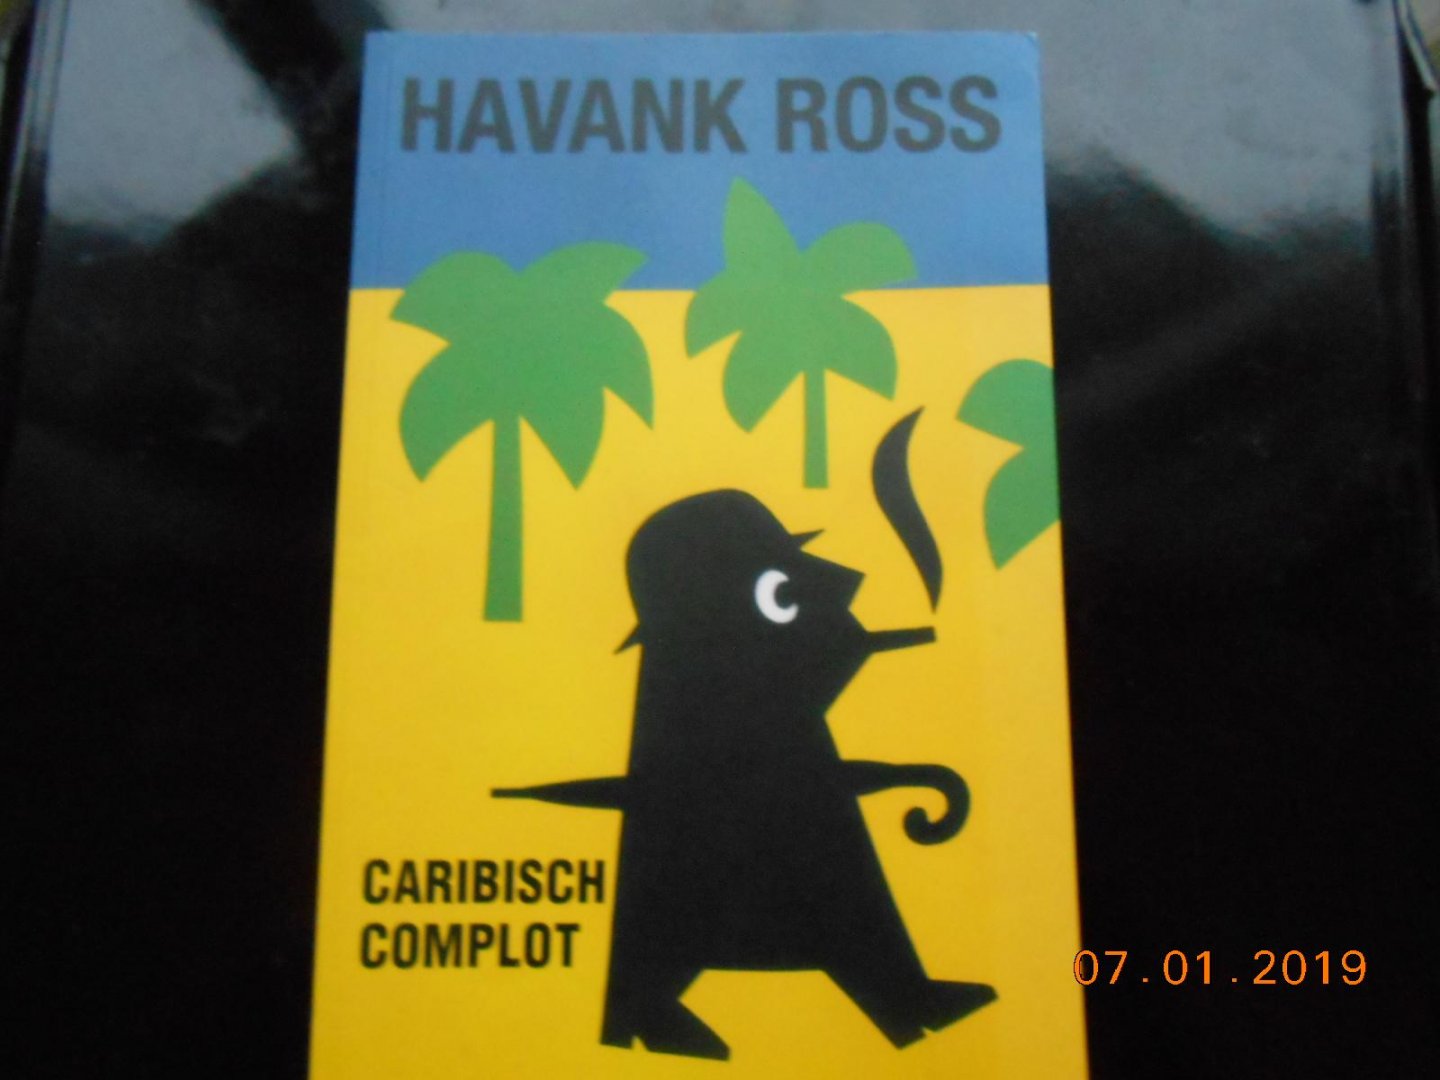 HAVANK ROSS
CARIBISCH
COMPLOT
07.01.2019